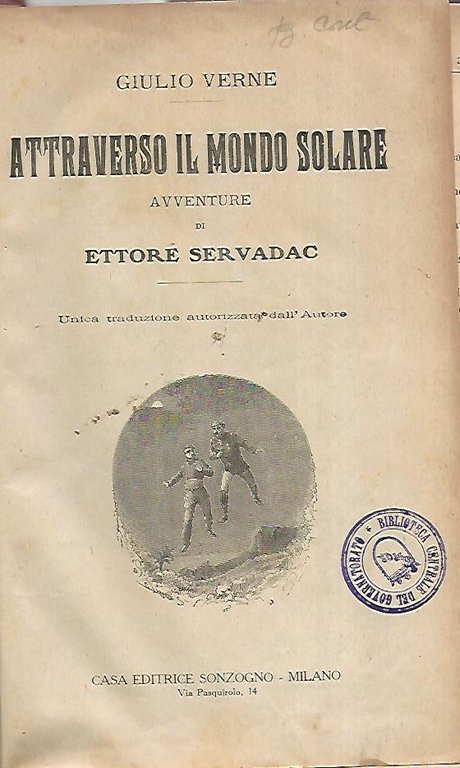 GIULIO VERNE
ATTRAVERSO IL MONDO SOLARE
AVVENTURE
DI
ETTORE SERVADAC
Unica traduzione autorizzata dall'Autore
BIBLIOTECA CENTRALE DEL GOVERNATORATO
CASA EDITRICE SONZOGNO - MILANO
Via Pasquirolo, 14